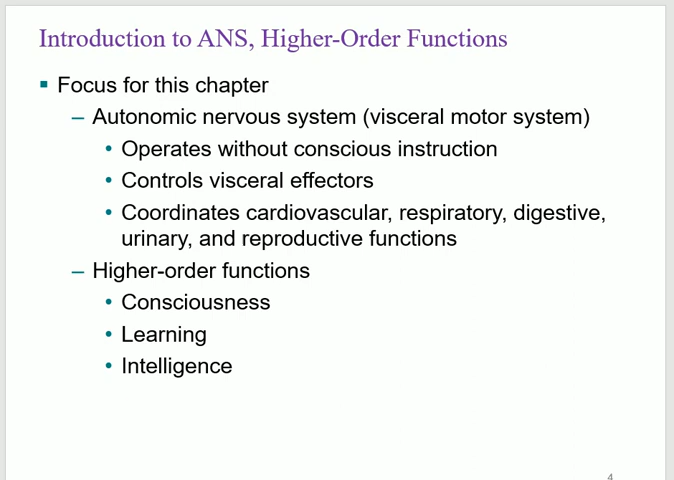 Introduction to ANS, Higher-Order Functions
▪ Focus for this chapter
– Autonomic nervous system (visceral motor system)
• Operates without conscious instruction
• Controls visceral effectors
• Coordinates cardiovascular, respiratory, digestive,
urinary, and reproductive functions
– Higher-order functions
• Consciousness
• Learning
• Intelligence
4